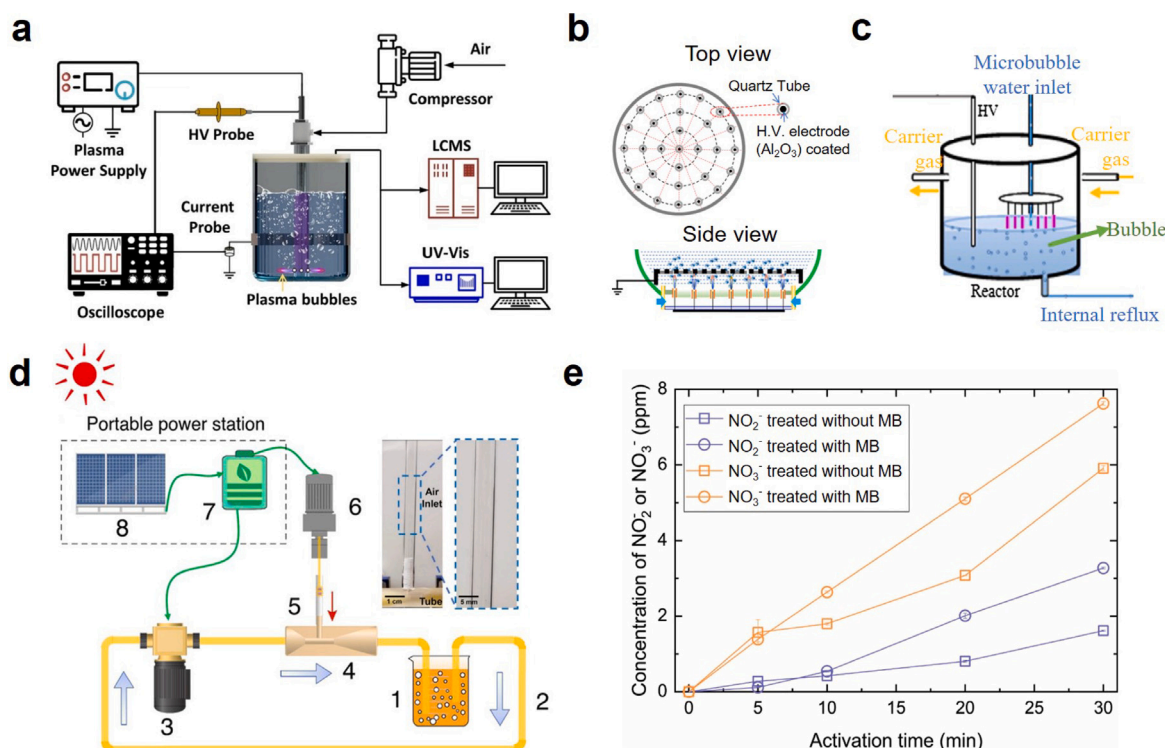 a
Air
Compressor
HV Probe
Plasma
Power Supply
LCMS
Current
Probe
UV-Vis
Plasma bubbles
Oscilloscope
b
Top view
Quartz Tube
H.V. electrode
(Al₂O₃) coated
Side view
c
Microbubble
water inlet
HV
Carrier
gas
Carrier
gas
Bubble
Reactor
Internal reflux
d
Portable power station
8
7
6
5
4
3
1
2
Air
Inlet
1 cm
Tube
5 mm
e
Concentration of NO₂⁻ or NO₃⁻ (ppm)
8
6
4
2
0
NO₂⁻ treated without MB
NO₂⁻ treated with MB
NO₃⁻ treated without MB
NO₃⁻ treated with MB
0 5 10 20 30
Activation time (min)